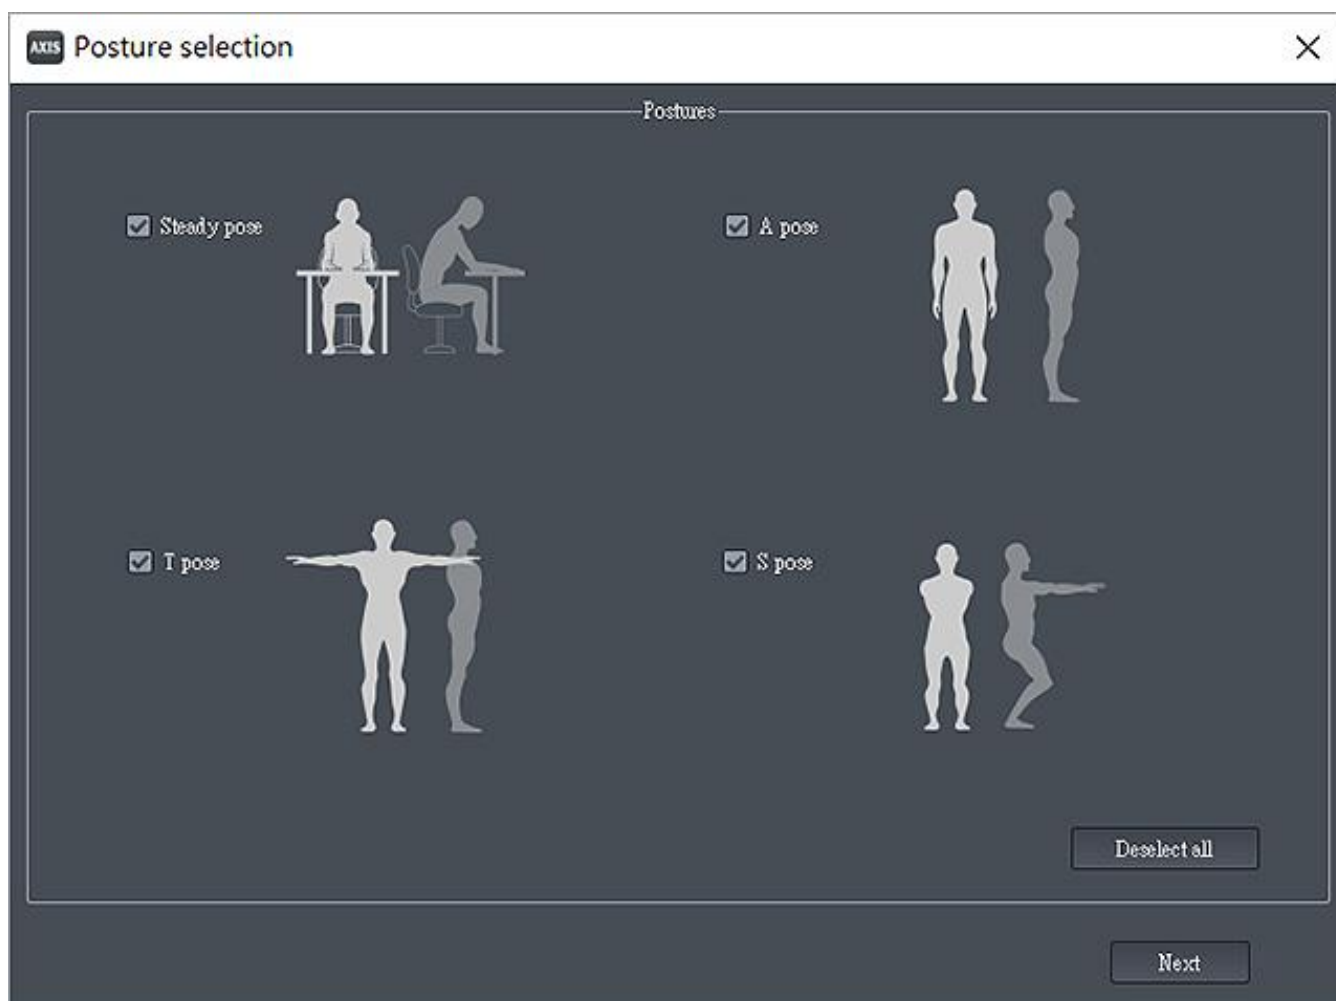 AXIS Posture selection
Postures
Steady pose
A pose
T pose
S pose
Deselect all
Next